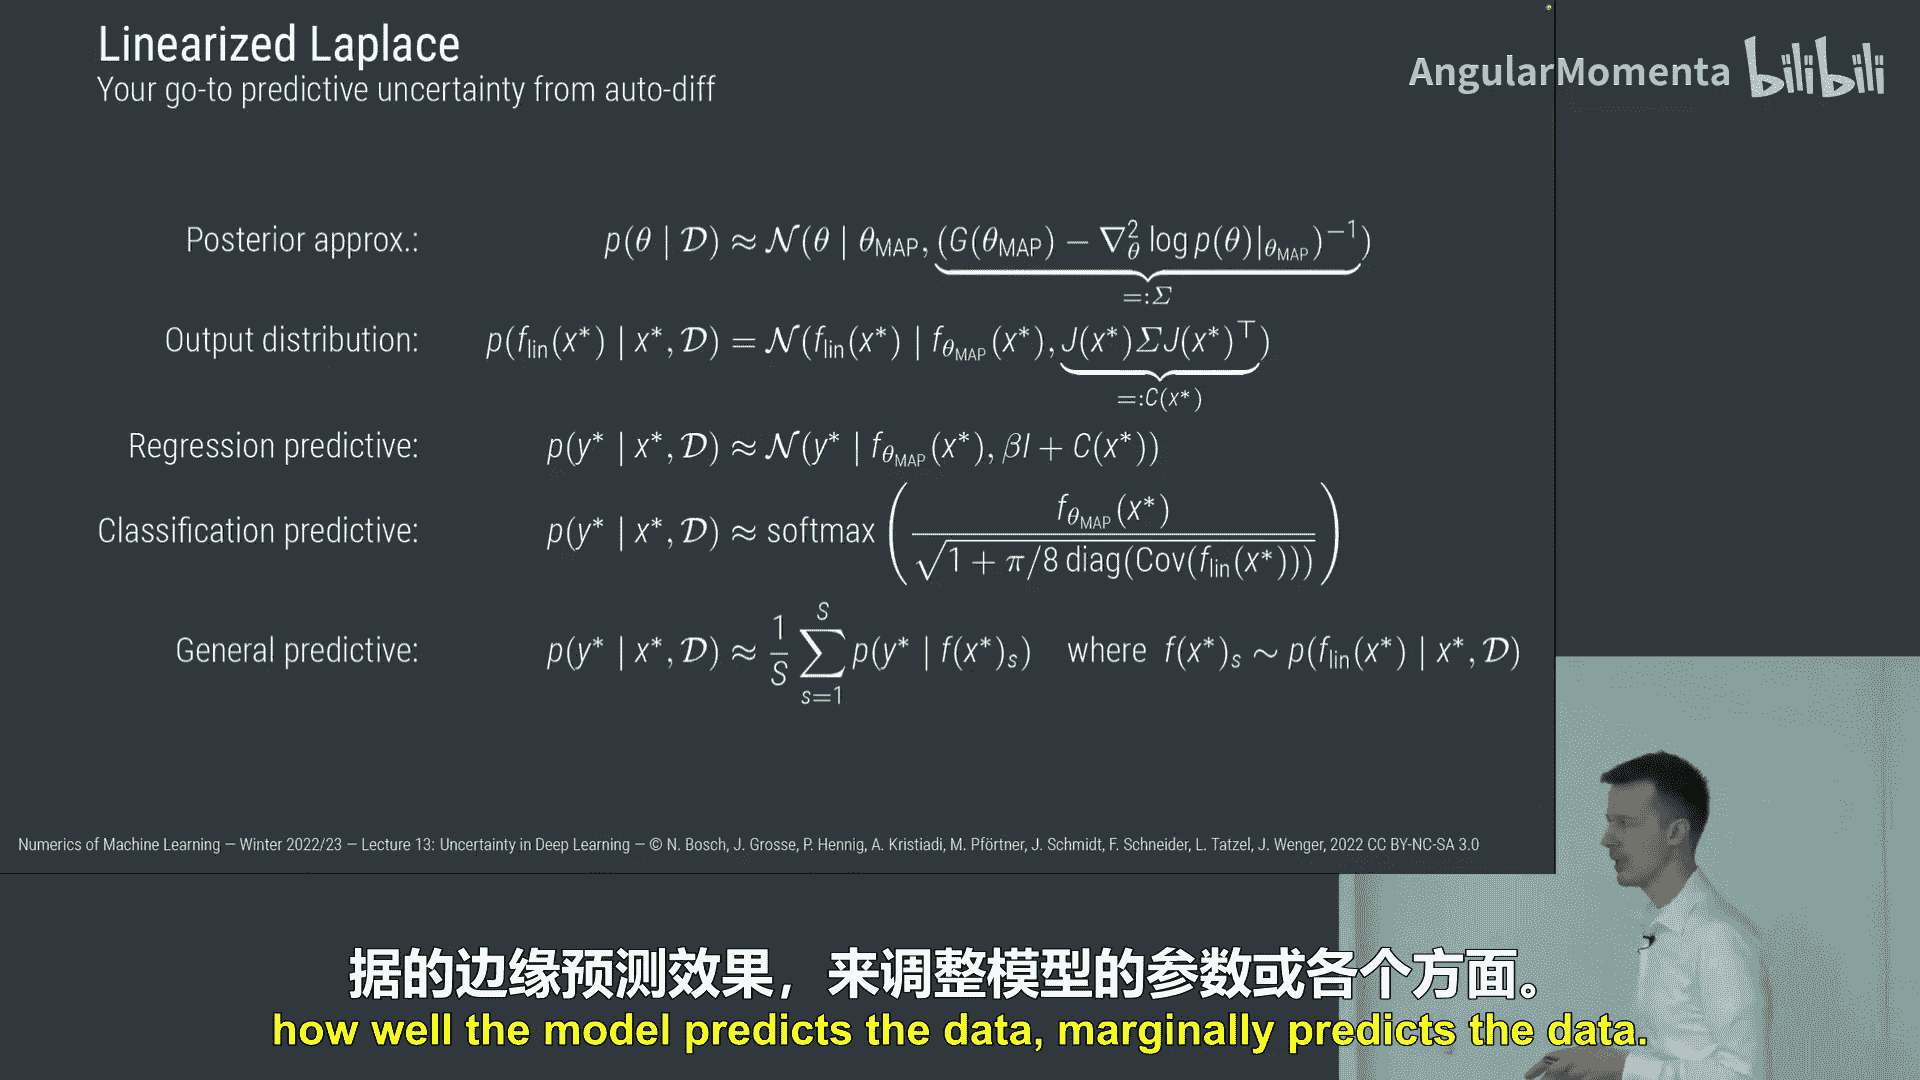 Linearized Laplace
Your go-to predictive uncertainty from auto-diff
AngularMomenta bilibili
Posterior approx.: p(θ | 𝒟) ≈ 𝒩(θ | θ_MAP, (G(θ_MAP) − ∇²_θ log p(θ)|_θ_MAP)⁻¹)
=:Σ
Output distribution: p(f_lin(x*) | x*, 𝒟) = 𝒩(f_lin(x*) | f_θ_MAP(x*), J(x*)ΣJ(x*)^⊤)
=:C(x*)
Regression predictive: p(y* | x*, 𝒟) ≈ 𝒩(y* | f_θ_MAP(x*), βI + C(x*))
Classification predictive: p(y* | x*, 𝒟) ≈ softmax( f_θ_MAP(x*) / √(1 + π/8 diag(Cov(f_lin(x*)))) )
General predictive: p(y* | x*, 𝒟) ≈ 1/S ∑_{s=1}^{S} p(y* | f(x*)_s) where f(x*)_s ∼ p(f_lin(x*) | x*, 𝒟)
Numerics of Machine Learning — Winter 2022/23 — Lecture 13: Uncertainty in Deep Learning — © N. Bosch, J. Grosse, P. Hennig, A. Kristiadi, M. Pförtner, J. Schmidt, F. Schneider, L. Tatzel, J. Wenger, 2022 CC BY-NC-SA 3.0
据的边缘预测效果，来调整模型的参数或各个方面。
how well the model predicts the data, marginally predicts the data.